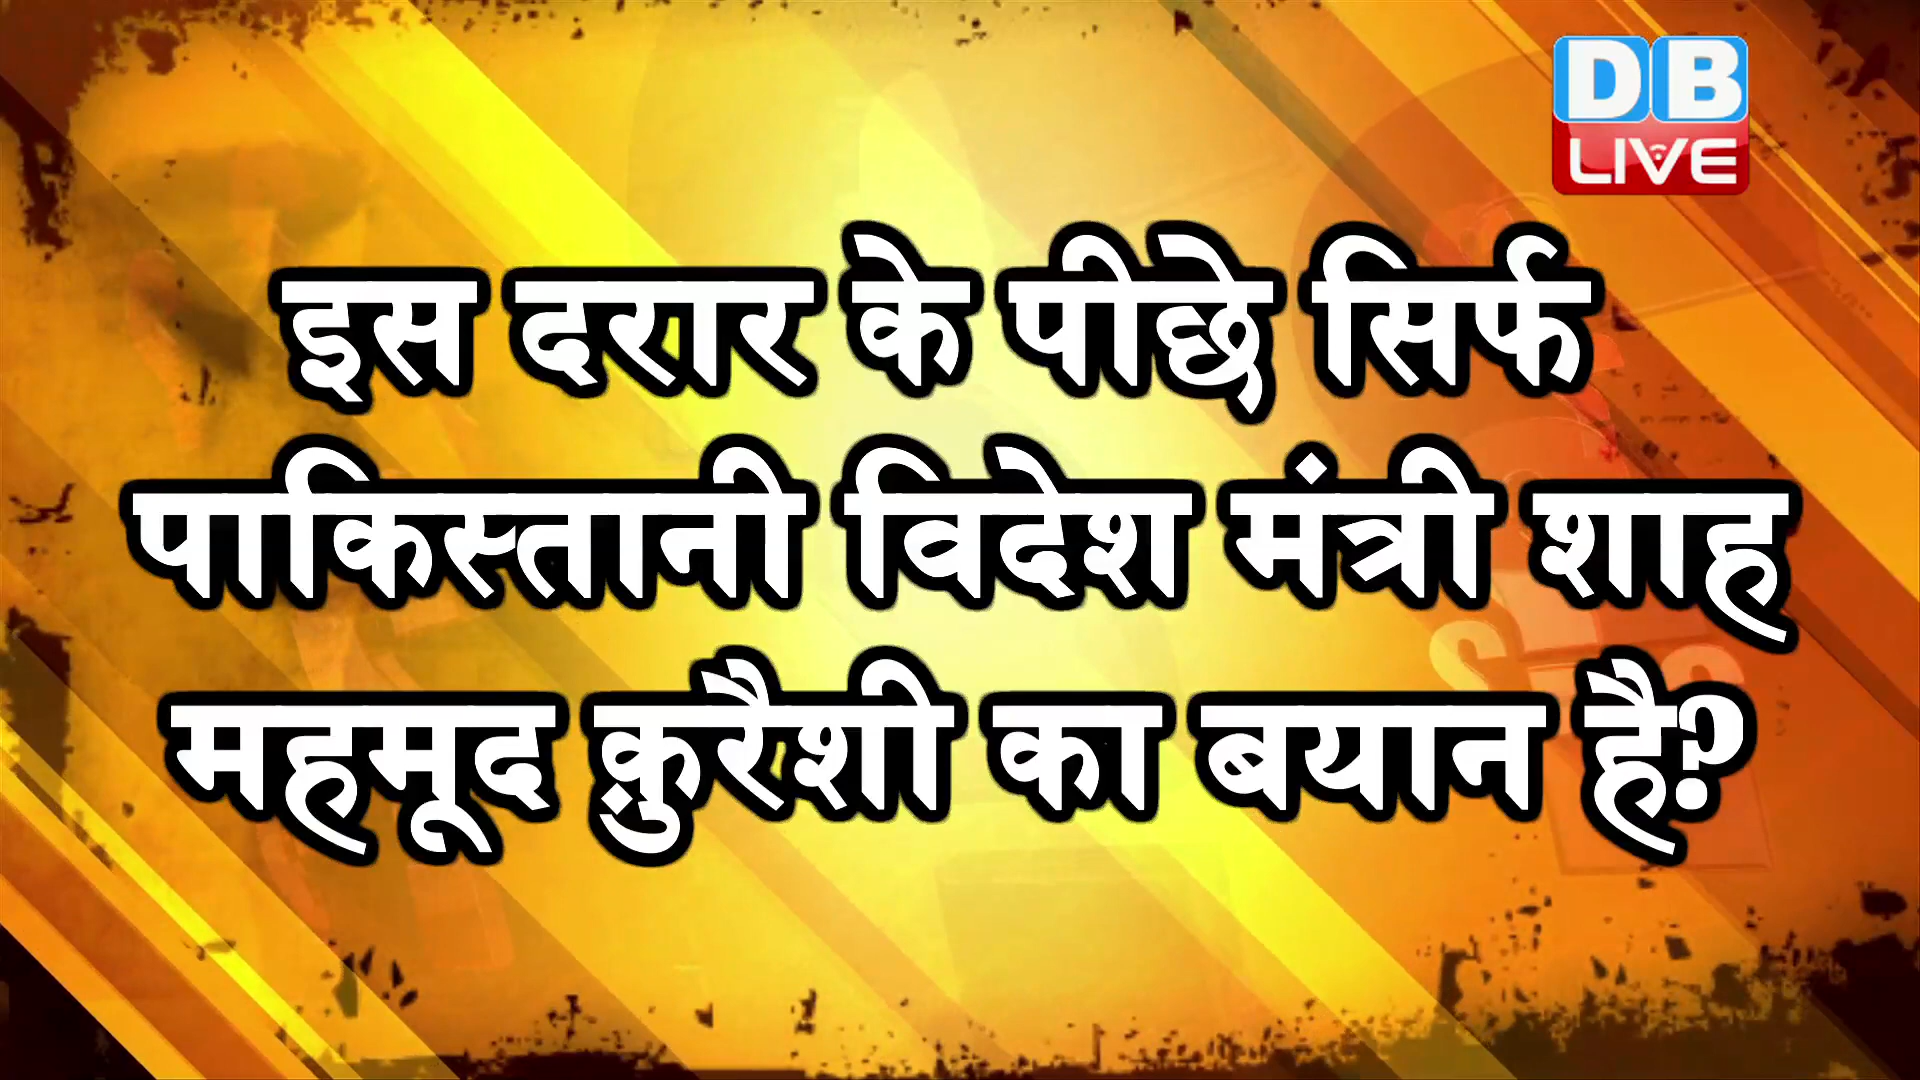 DB
LIVE
इस दरार के पीछे सिर्फ
पाकिस्तानी विदेश मंत्री शाह
महमूद क़ुरैशी का बयान है?